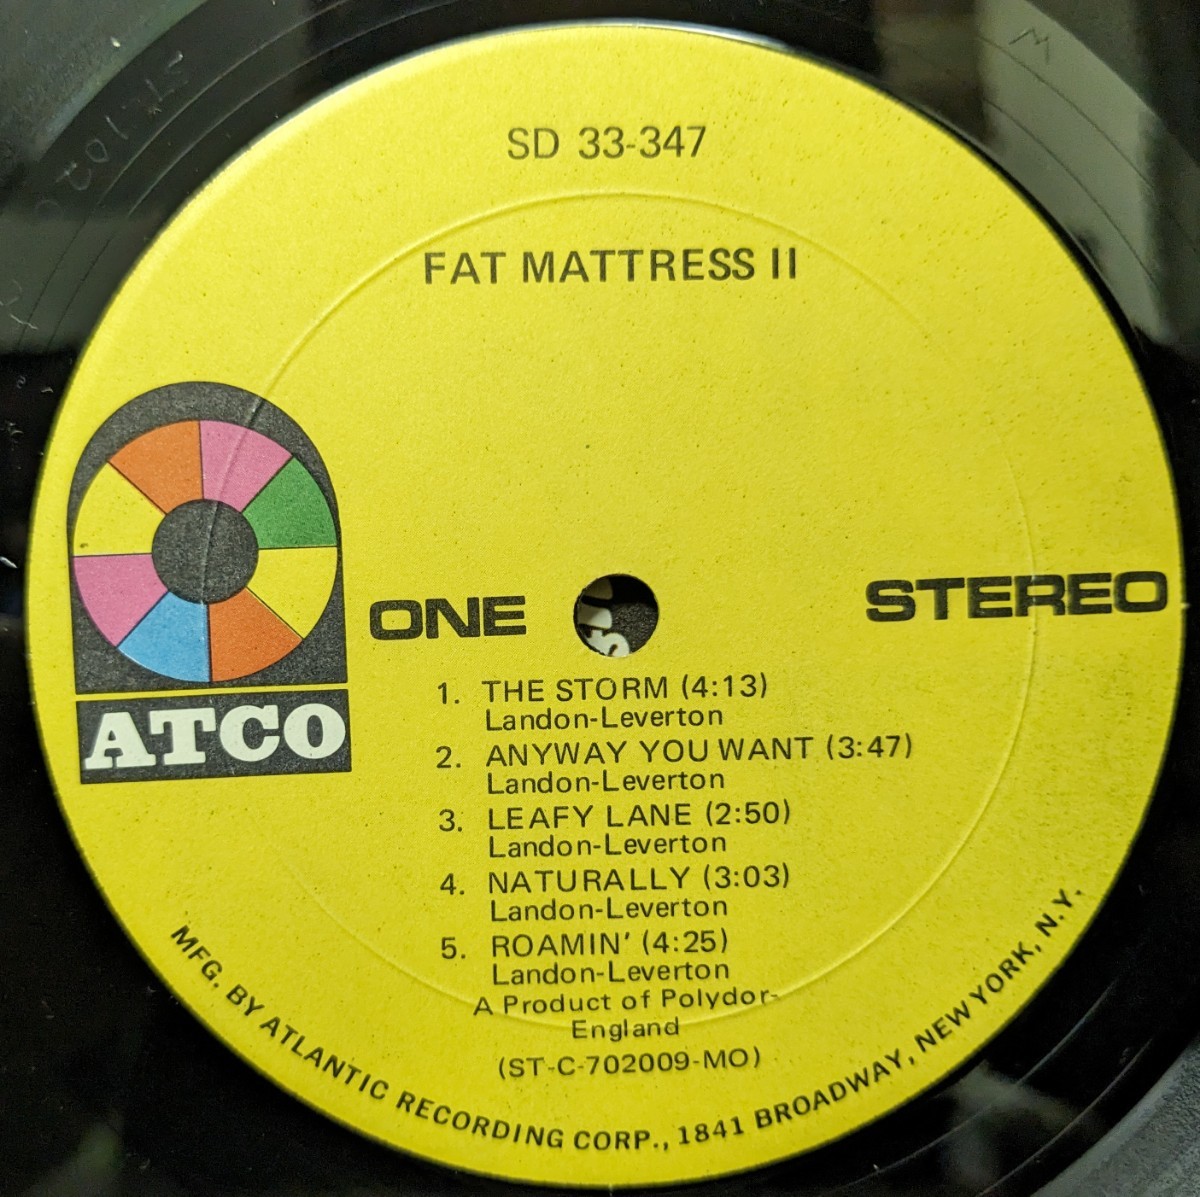 SD 33-347
FAT MATTRESS II
ATCO
ONE
STEREO
1. THE STORM (4:13)
Landon-Leverton
2. ANYWAY YOU WANT (3:47)
Landon-Leverton
3. LEAFY LANE (2:50)
Landon-Leverton
4. NATURALLY (3:03)
Landon-Leverton
5. ROAMIN' (4:25)
Landon-Leverton
A Product of Polydor-
England
(ST-C-702009-MO)
MFG. BY ATLANTIC RECORDING CORP., 1841 BROADWAY, NEW YORK, N.Y.